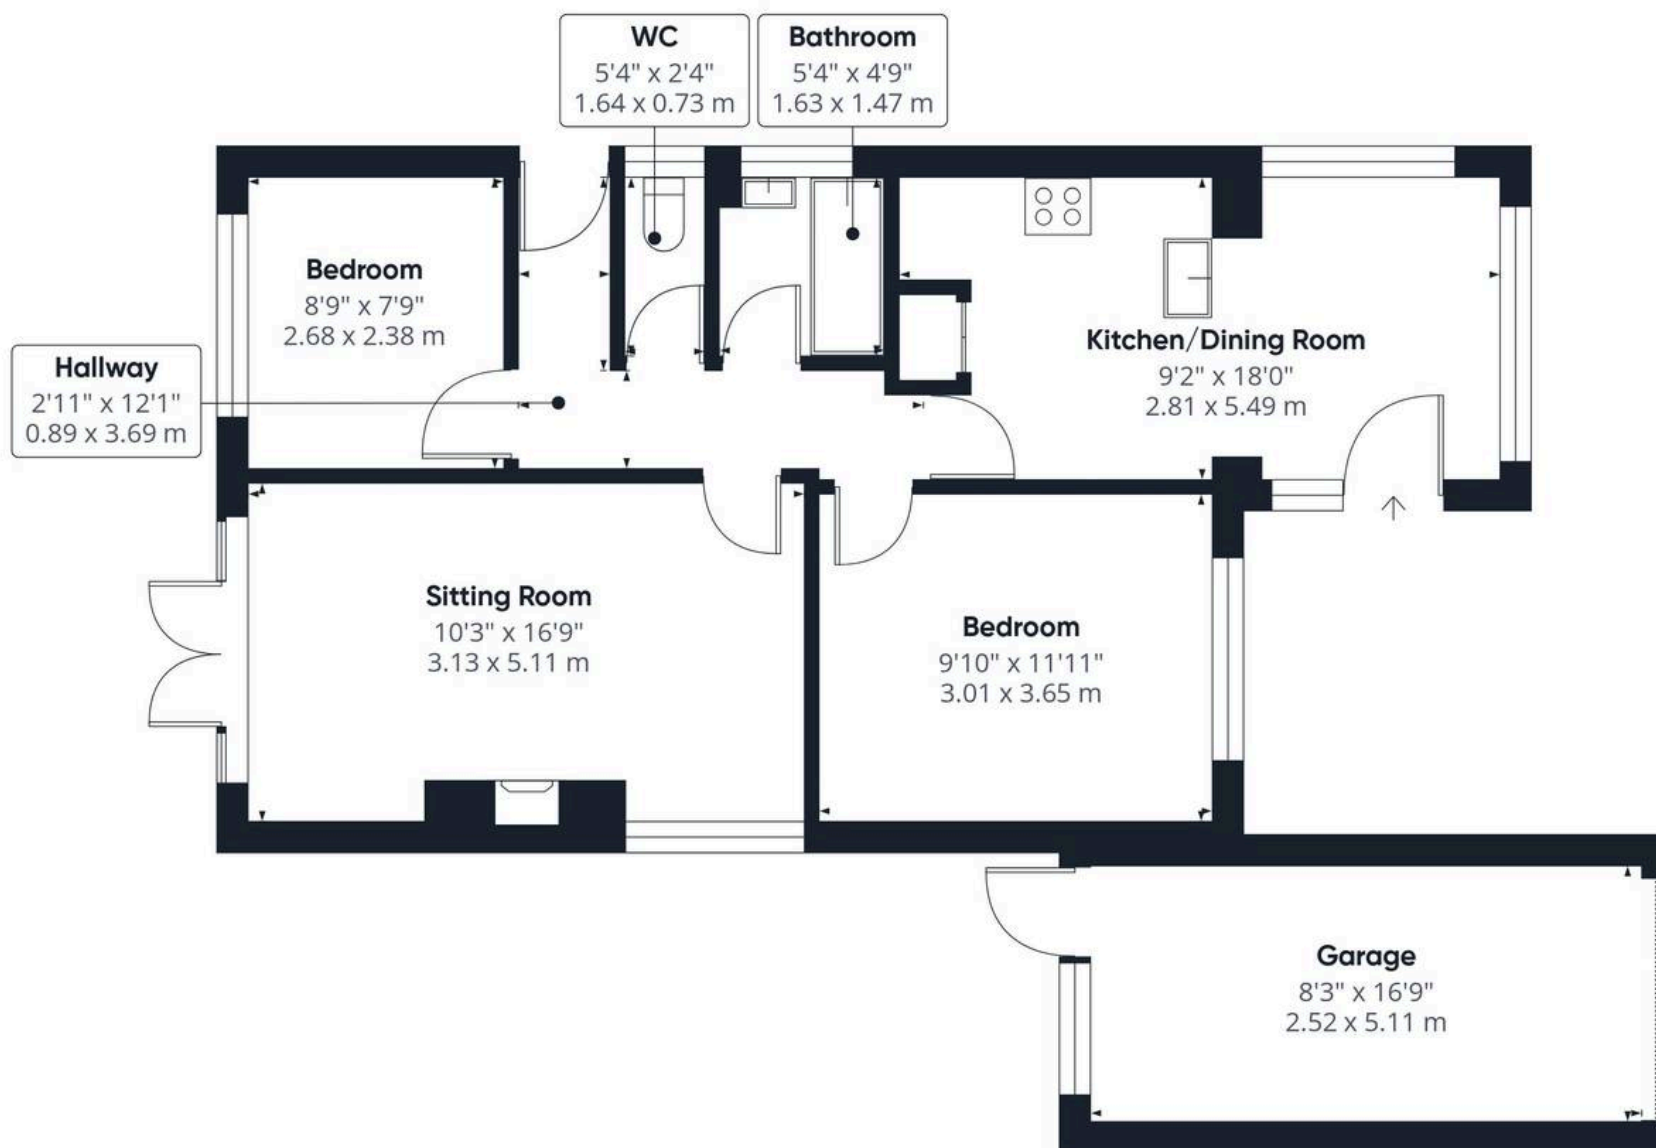 WC
5'4" x 2'4"
1.64 x 0.73 m
Bathroom
5'4" x 4'9"
1.63 x 1.47 m
Bedroom
8'9" x 7'9"
2.68 x 2.38 m
Hallway
2'11" x 12'1"
0.89 x 3.69 m
Kitchen/Dining Room
9'2" x 18'0"
2.81 x 5.49 m
Sitting Room
10'3" x 16'9"
3.13 x 5.11 m
Bedroom
9'10" x 11'11"
3.01 x 3.65 m
Garage
8'3" x 16'9"
2.52 x 5.11 m